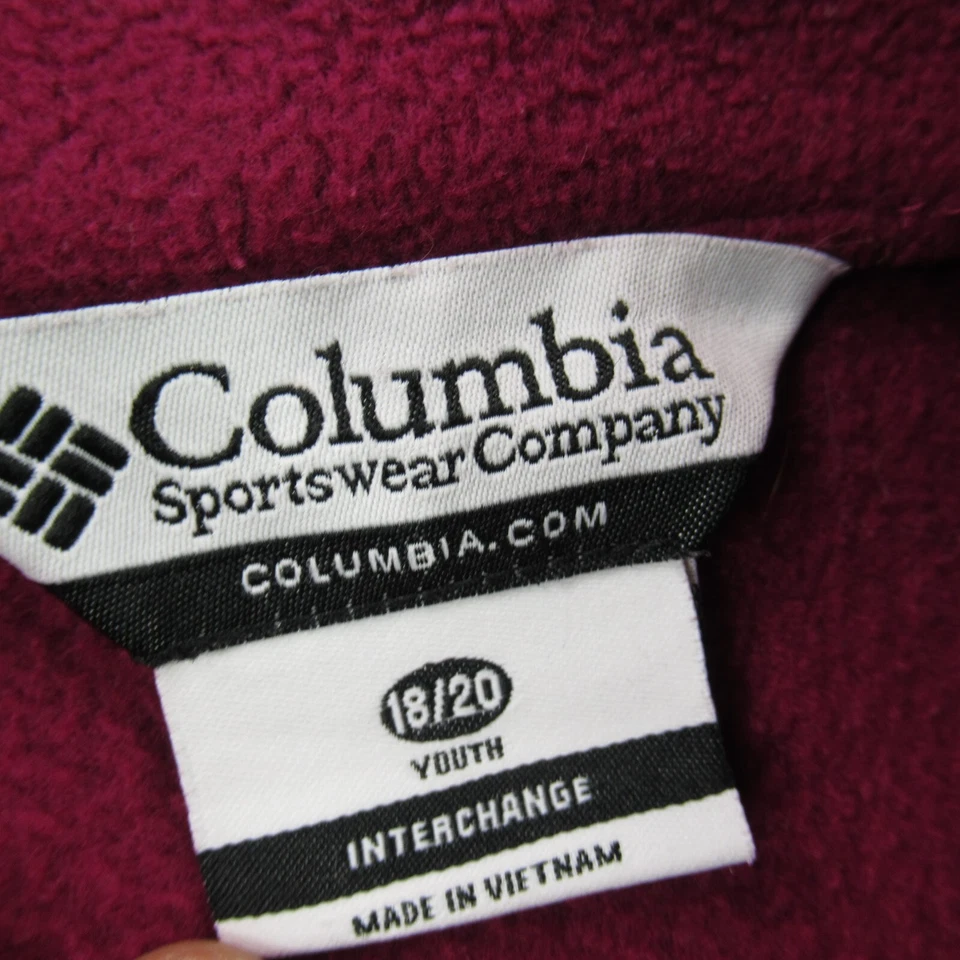 Columbia
Sportswear Company
COLUMBIA.COM
18/20
YOUTH
INTERCHANGE
MADE IN VIETNAM